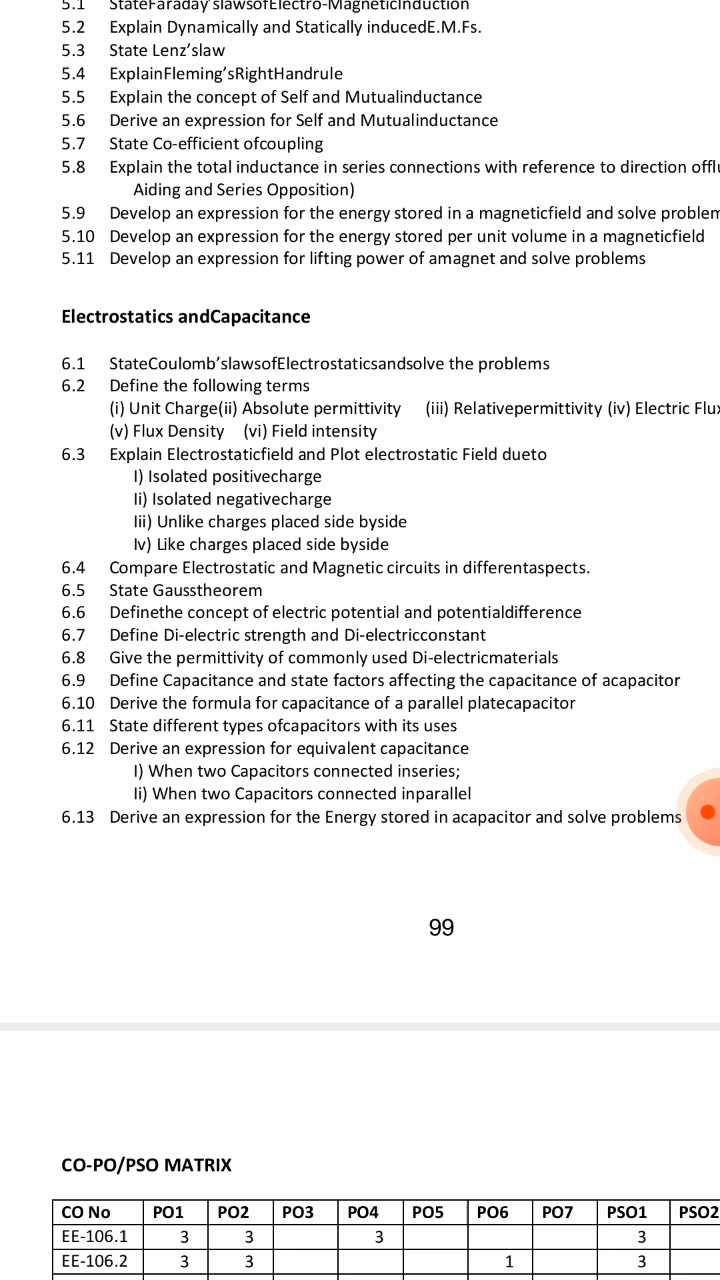 5.1 StateFaraday'slawsofElectro-MagneticInduction
5.2 Explain Dynamically and Statically inducedE.M.Fs.
5.3 State Lenz'slaw
5.4 ExplainFleming'sRightHandrule
5.5 Explain the concept of Self and Mutualinductance
5.6 Derive an expression for Self and Mutualinductance
5.7 State Co-efficient ofcoupling
5.8 Explain the total inductance in series connections with reference to direction
Aiding and Series Opposition)
5.9 Develop an expression for the energy stored in a magneticfield and solve
5.10 Develop an expression for the energy stored per unit volume in a magneticfield
5.11 Develop an expression for lifting power of amagnet and solve problems
Electrostatics andCapacitance
6.1 StateCoulomb'slawsofElectrostaticsandsolve the problems
6.2 Define the following terms
(i) Unit Charge(ii) Absolute permittivity (iii) Relativepermittivity (iv) Electric
(v) Flux Density (vi) Field intensity
6.3 Explain Electrostaticfield and Plot electrostatic Field dueto
I) Isolated positivecharge
Ii) Isolated negativecharge
Iii) Unlike charges placed side byside
Iv) Like charges placed side byside
6.4 Compare Electrostatic and Magnetic circuits in differentaspects.
6.5 State Gausstheorem
6.6 Definethe concept of electric potential and potentialdifference
6.7 Define Di-electric strength and Di-electricconstant
6.8 Give the permittivity of commonly used Di-electricmaterials
6.9 Define Capacitance and state factors affecting the capacitance of acapacitor
6.10 Derive the formula for capacitance of a parallel platecapacitor
6.11 State different types ofcapacitors with its uses
6.12 Derive an expression for equivalent capacitance
I) When two Capacitors connected inseries;
Ii) When two Capacitors connected inparallel
6.13 Derive an expression for the Energy stored in acapacitor and solve problems
99
CO-PO/PSO MATRIX
CO No PO1 PO2 PO3 PO4 PO5 PO6 PO7 PSO1 PSO2
EE-106.1 3 3 3 3
EE-106.2 3 3 1 3